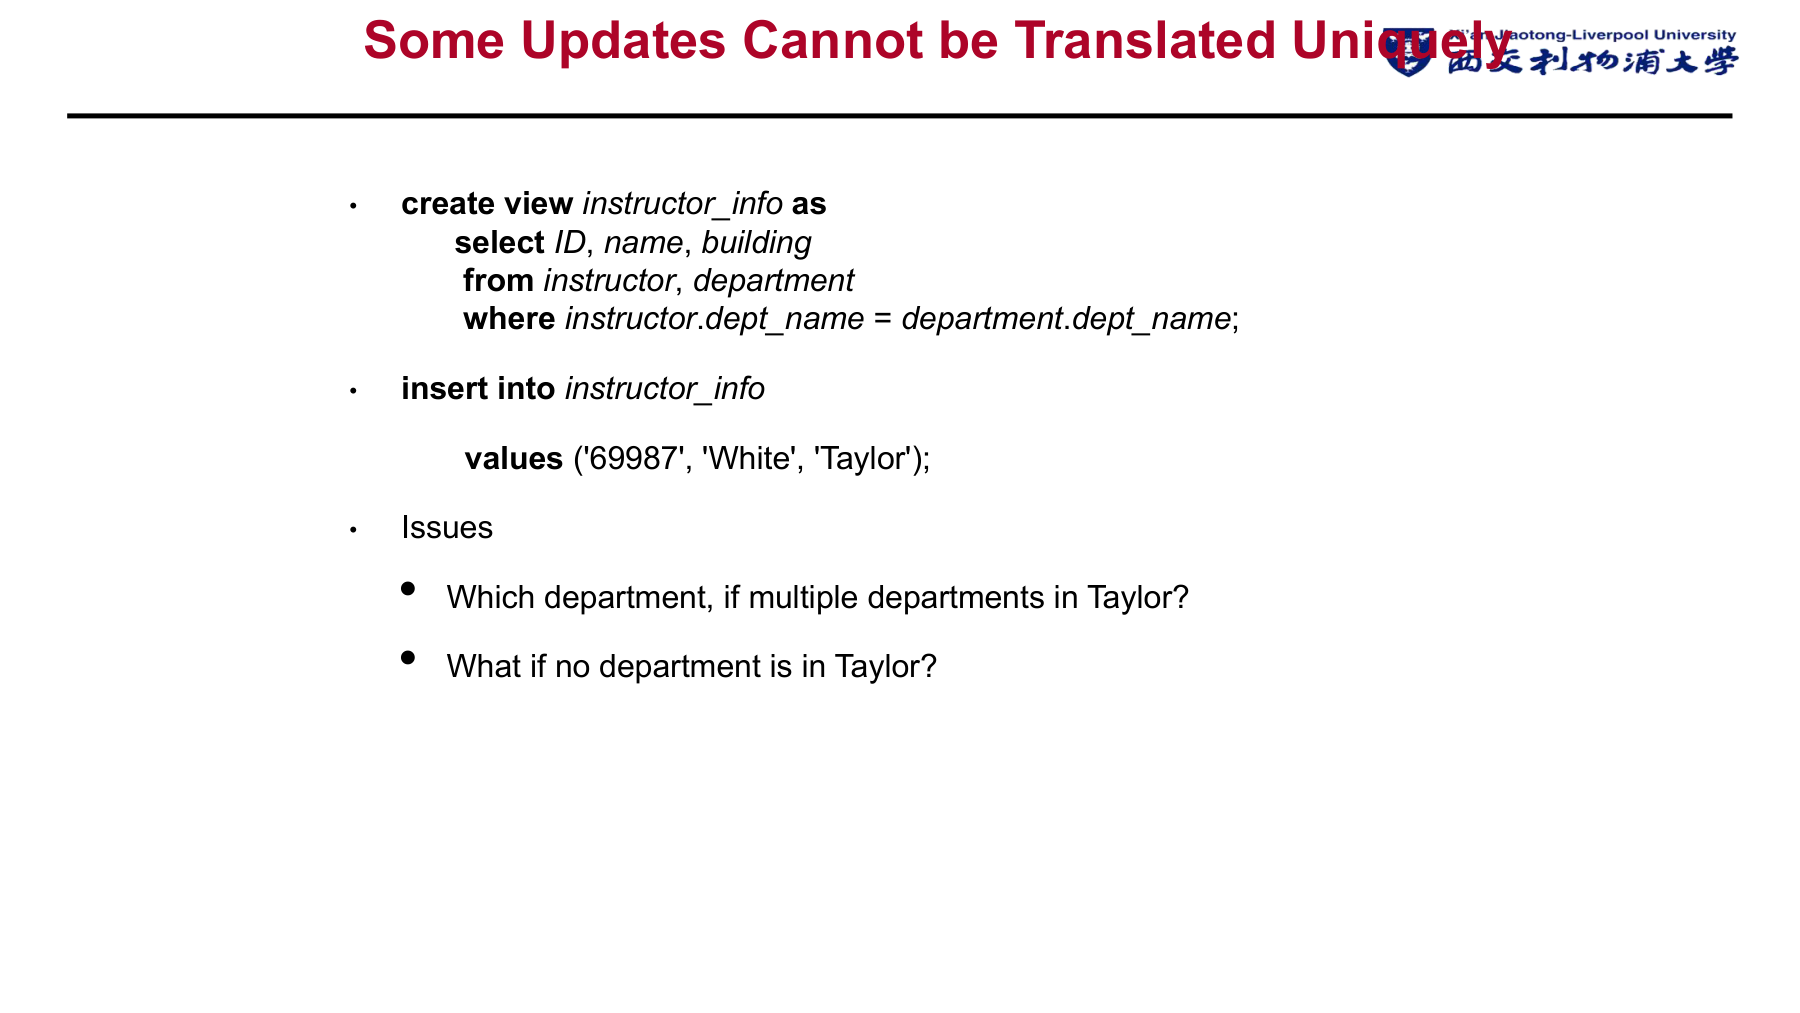 Some Updates Cannot be Translated Uniquely
Xi'an Jiaotong-Liverpool University
西交利物浦大學
• create view instructor_info as
select ID, name, building
from instructor, department
where instructor.dept_name = department.dept_name;
• insert into instructor_info
values ('69987', 'White', 'Taylor');
• Issues
• Which department, if multiple departments in Taylor?
• What if no department is in Taylor?